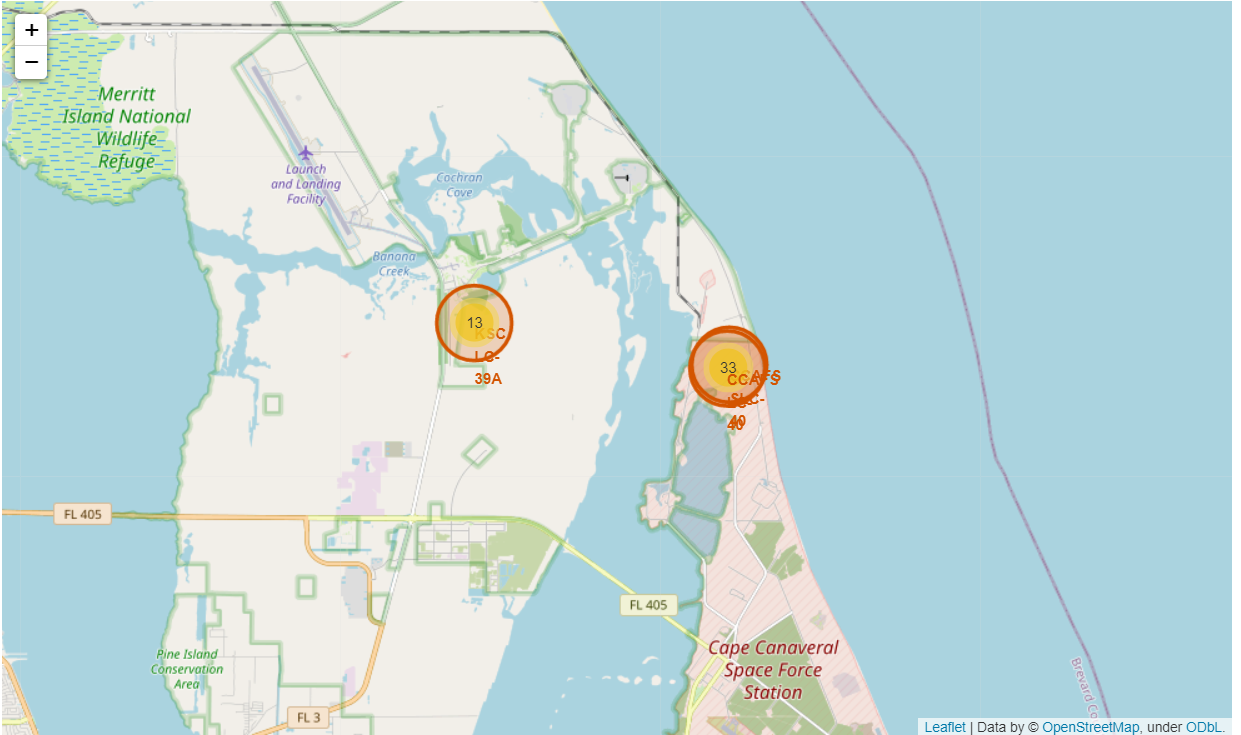 +
−
Merritt
Island National
Wildlife
Refuge
Launch
and Landing
Facility
Cochran
Cove
Banana
Creek
13
KSC
LC-
39A
33
CCAFS
SLC-
40
40
FL 405
FL 405
Cape Canaveral
Space Force
Station
Pine Island
Conservation
Area
FL 3
Brevard Co
Leaflet | Data by © OpenStreetMap, under ODbL.